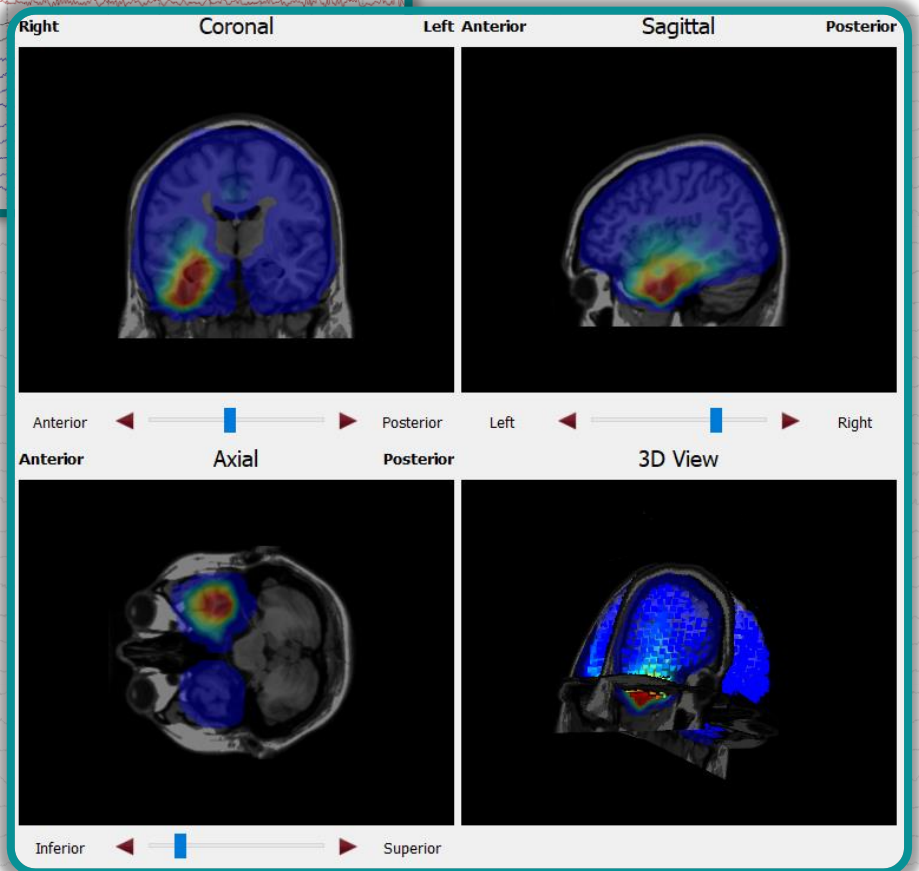 Right Coronal Left Anterior Sagittal Posterior
Anterior Posterior Left Right
Anterior Axial Posterior 3D View
Inferior Superior